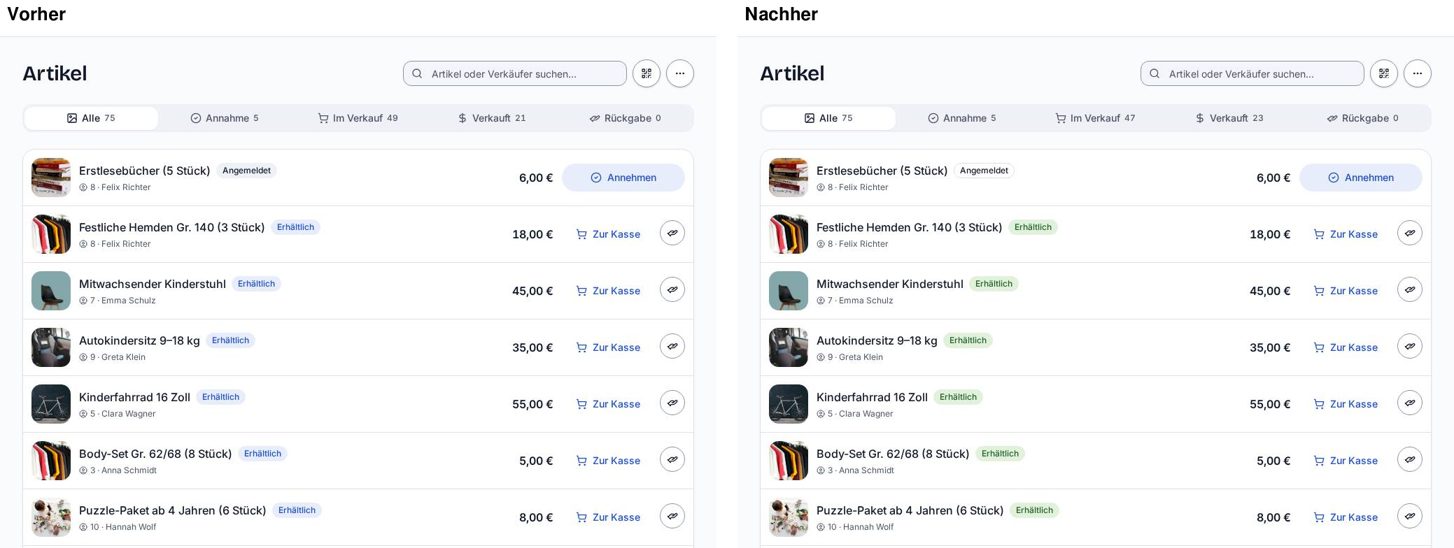 Vorher
Artikel
Artikel oder Verkäufer suchen...
Alle 75
Annahme 5
Im Verkauf 49
Verkauft 21
Rückgabe 0
Erstlesebücher (5 Stück) Angemeldet
8 · Felix Richter
6,00 €
Annehmen
Festliche Hemden Gr. 140 (3 Stück) Erhältlich
8 · Felix Richter
18,00 €
Zur Kasse
Mitwachsender Kinderstuhl Erhältlich
7 · Emma Schulz
45,00 €
Zur Kasse
Autokindersitz 9–18 kg Erhältlich
9 · Greta Klein
35,00 €
Zur Kasse
Kinderfahrrad 16 Zoll Erhältlich
5 · Clara Wagner
55,00 €
Zur Kasse
Body-Set Gr. 62/68 (8 Stück) Erhältlich
3 · Anna Schmidt
5,00 €
Zur Kasse
Puzzle-Paket ab 4 Jahren (6 Stück) Erhältlich
10 · Hannah Wolf
8,00 €
Zur Kasse
Nachher
Artikel
Artikel oder Verkäufer suchen...
Alle 75
Annahme 5
Im Verkauf 47
Verkauft 23
Rückgabe 0
Erstlesebücher (5 Stück) Angemeldet
8 · Felix Richter
6,00 €
Annehmen
Festliche Hemden Gr. 140 (3 Stück) Erhältlich
8 · Felix Richter
18,00 €
Zur Kasse
Mitwachsender Kinderstuhl Erhältlich
7 · Emma Schulz
45,00 €
Zur Kasse
Autokindersitz 9–18 kg Erhältlich
9 · Greta Klein
35,00 €
Zur Kasse
Kinderfahrrad 16 Zoll Erhältlich
5 · Clara Wagner
55,00 €
Zur Kasse
Body-Set Gr. 62/68 (8 Stück) Erhältlich
3 · Anna Schmidt
5,00 €
Zur Kasse
Puzzle-Paket ab 4 Jahren (6 Stück) Erhältlich
10 · Hannah Wolf
8,00 €
Zur Kasse